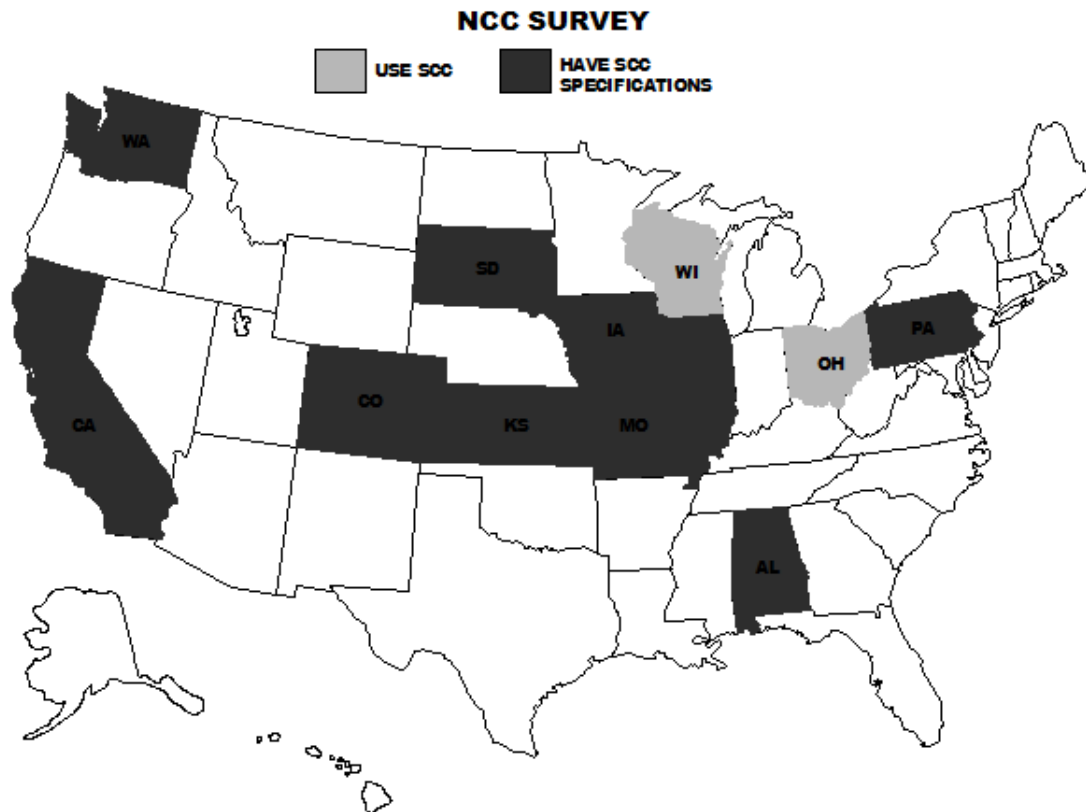 NCC SURVEY
USE SCC
HAVE SCC
SPECIFICATIONS
WA
SD
WI
IA
PA
OH
CO
CA
KS
MO
AL